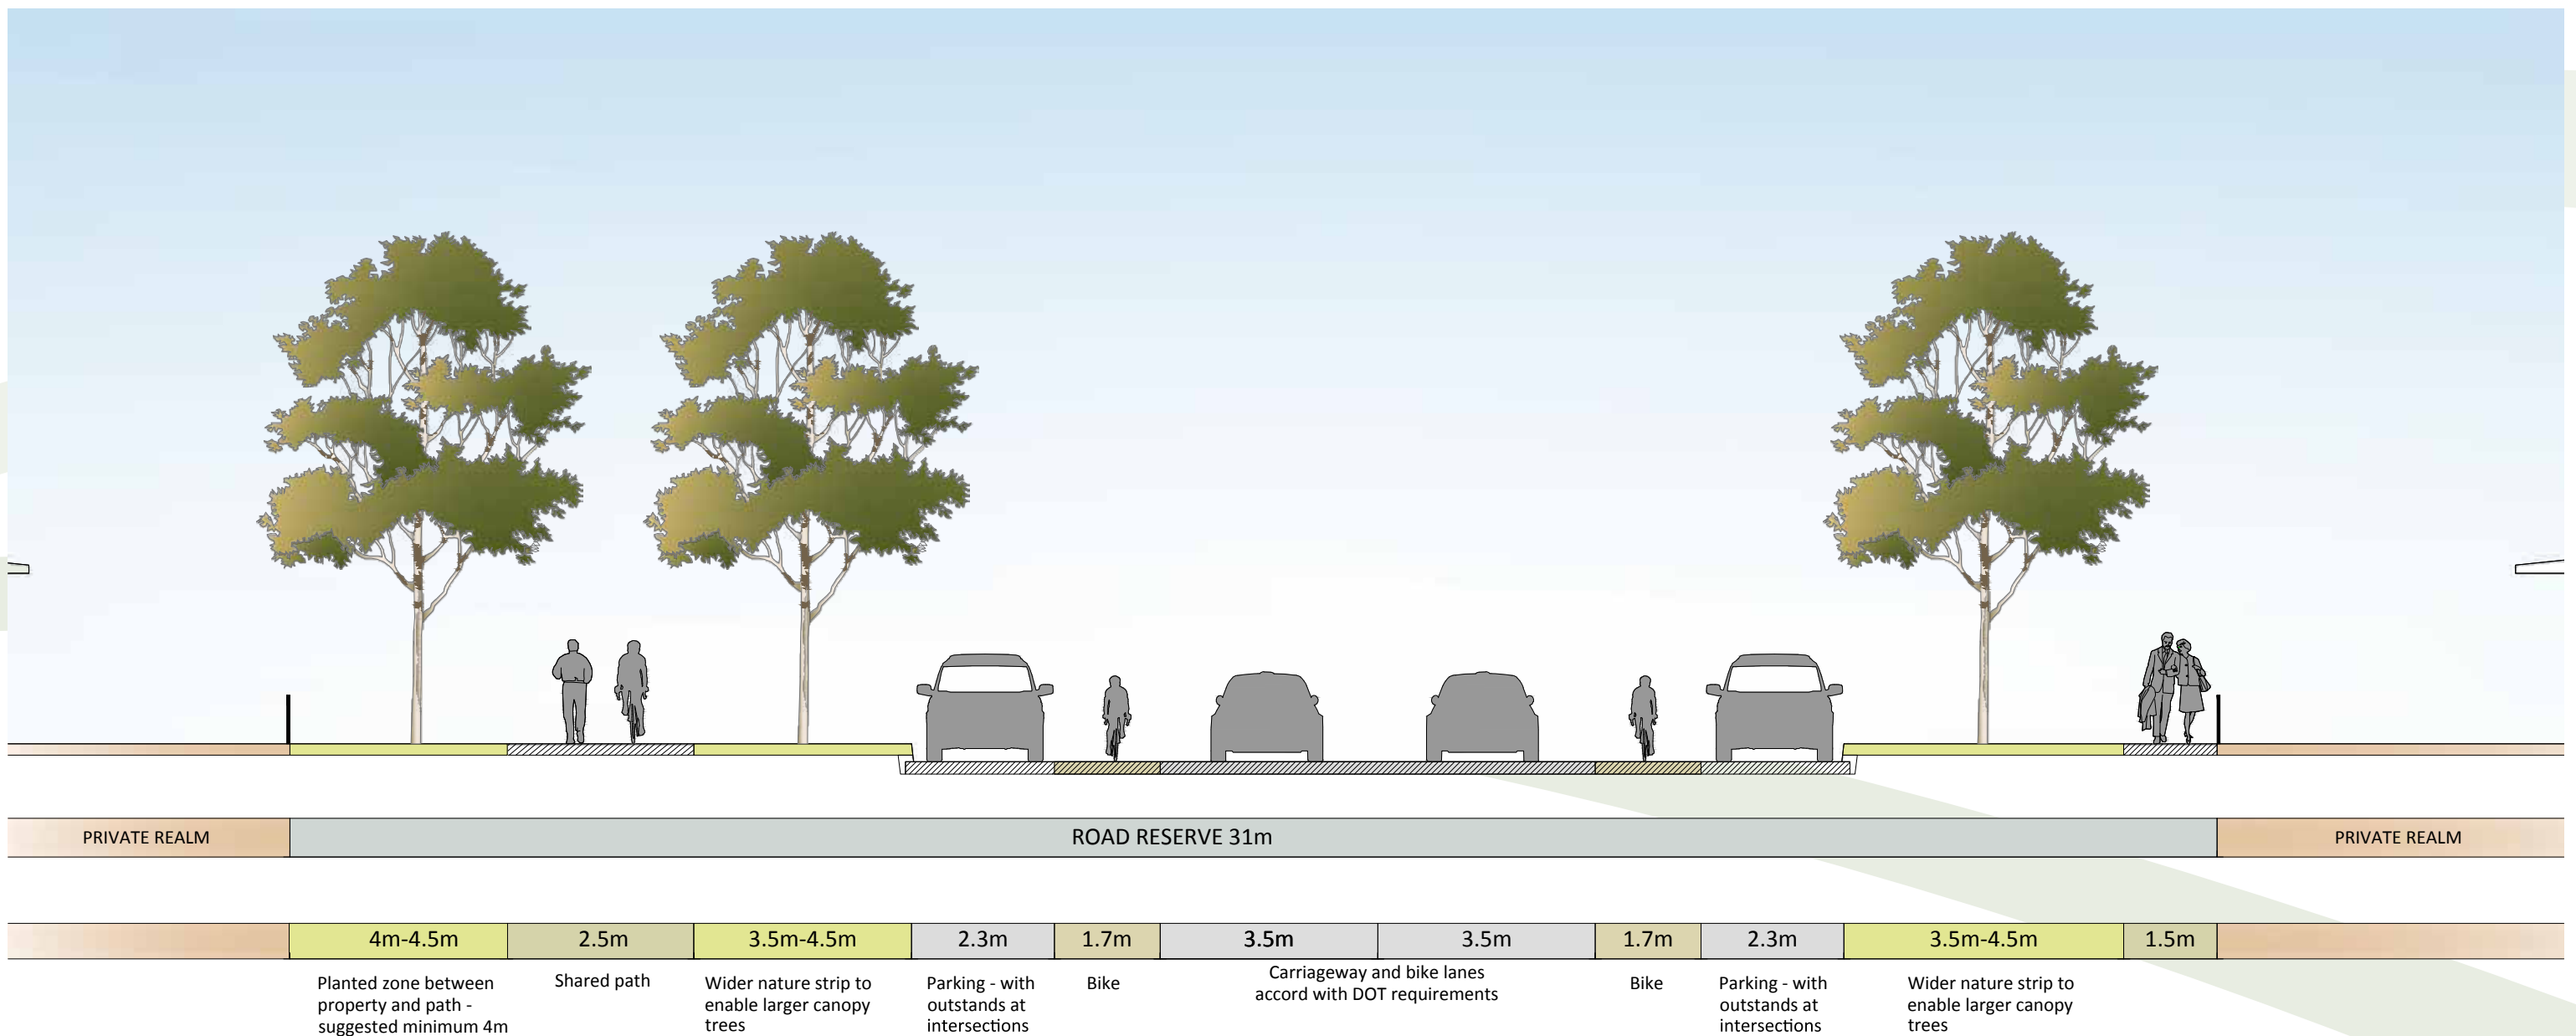 PRIVATE REALM
ROAD RESERVE 31m
PRIVATE REALM
4m-4.5m
2.5m
3.5m-4.5m
2.3m
1.7m
3.5m
3.5m
1.7m
2.3m
3.5m-4.5m
1.5m
Planted zone between
property and path -
suggested minimum 4m
Shared path
Wider nature strip to
enable larger canopy
trees
Parking - with
outstands at
intersections
Bike
Carriageway and bike lanes
accord with DOT requirements
Bike
Parking - with
outstands at
intersections
Wider nature strip to
enable larger canopy
trees